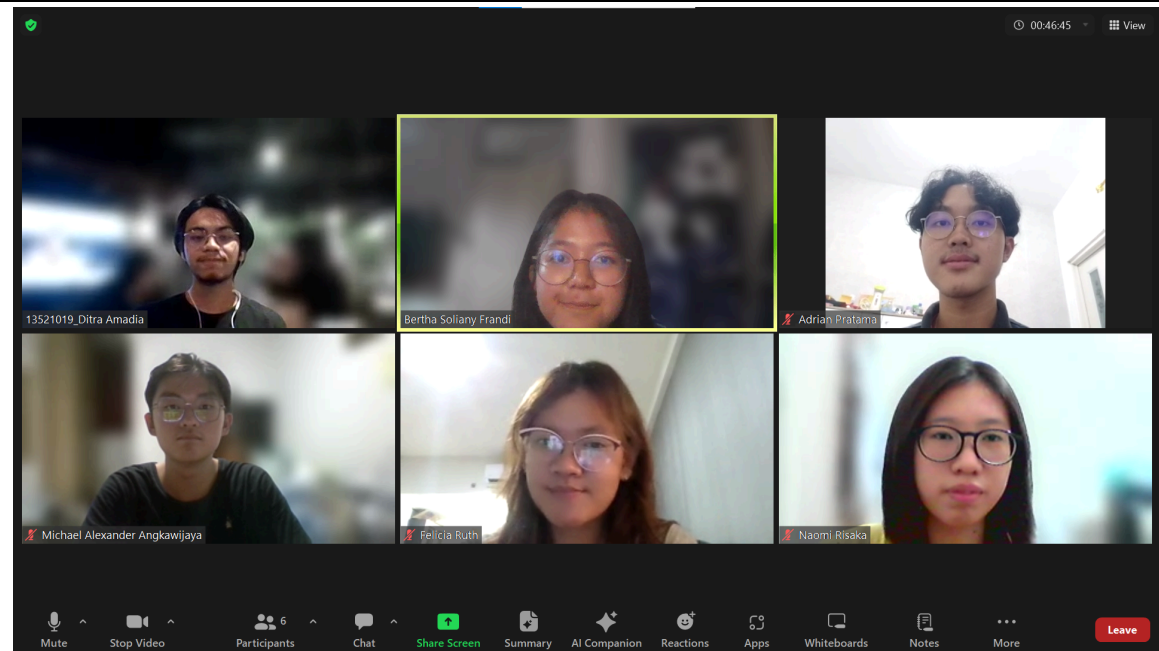 00:46:45 View
13521019_Ditra Amadia
Bertha Soliany Frandi
Adrian Pratama
Michael Alexander Angkawijaya
Felicia Ruth
Naomi Risaka
6
Mute
Stop Video
Participants
Chat
Share Screen
Summary
AI Companion
Reactions
Apps
Whiteboards
Notes
More
Leave